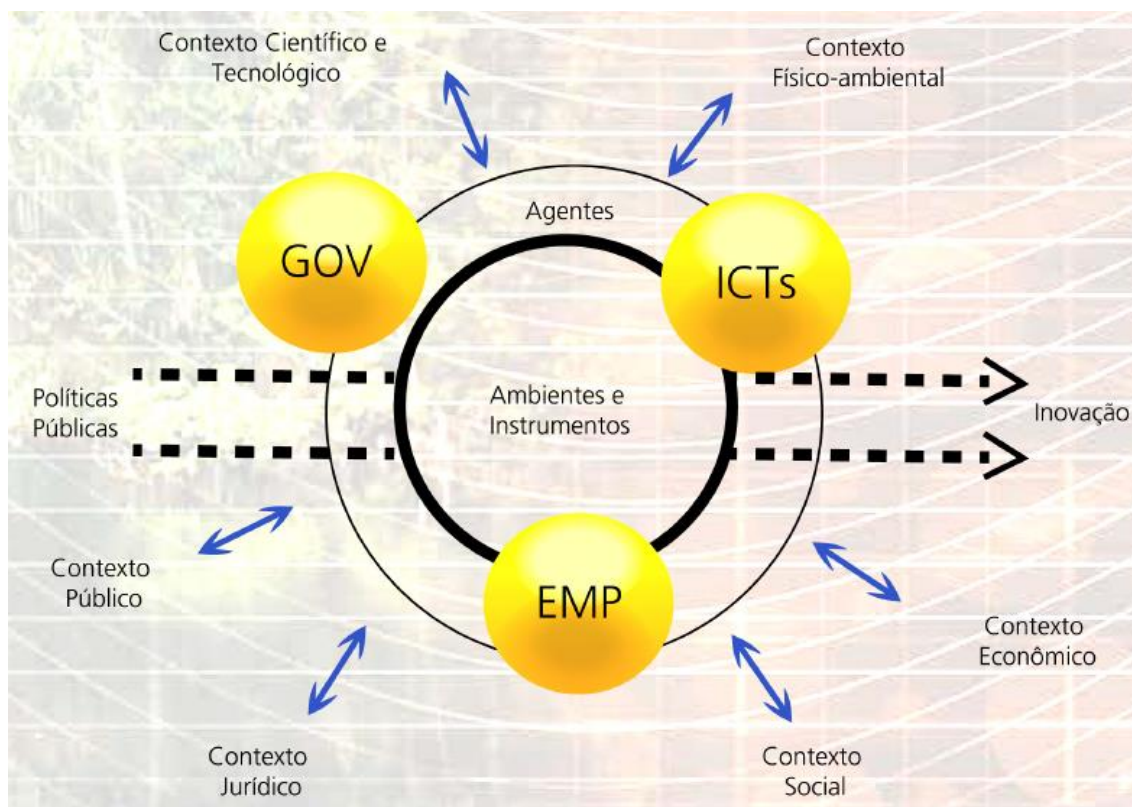 Contexto Científico e
Tecnológico
Contexto
Físico-ambiental
Agentes
GOV
ICTs
Políticas
Públicas
Ambientes e
Instrumentos
Inovação
Contexto
Público
EMP
Contexto
Econômico
Contexto
Jurídico
Contexto
Social